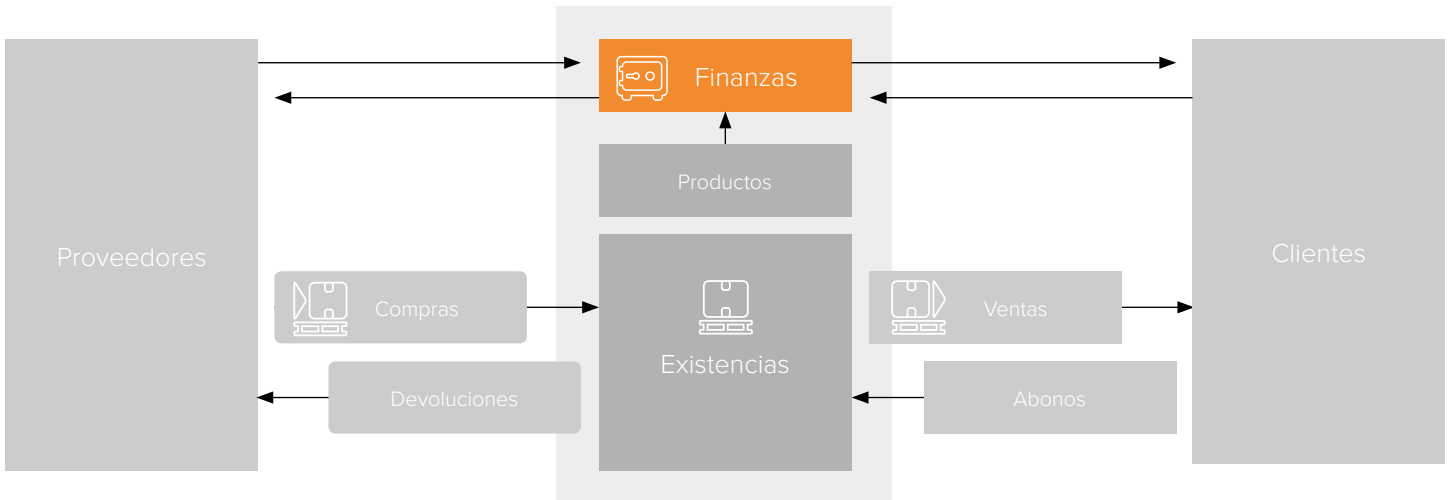 Finanzas
Productos
Proveedores
Clientes
Compras
Ventas
Existencias
Devoluciones
Abonos